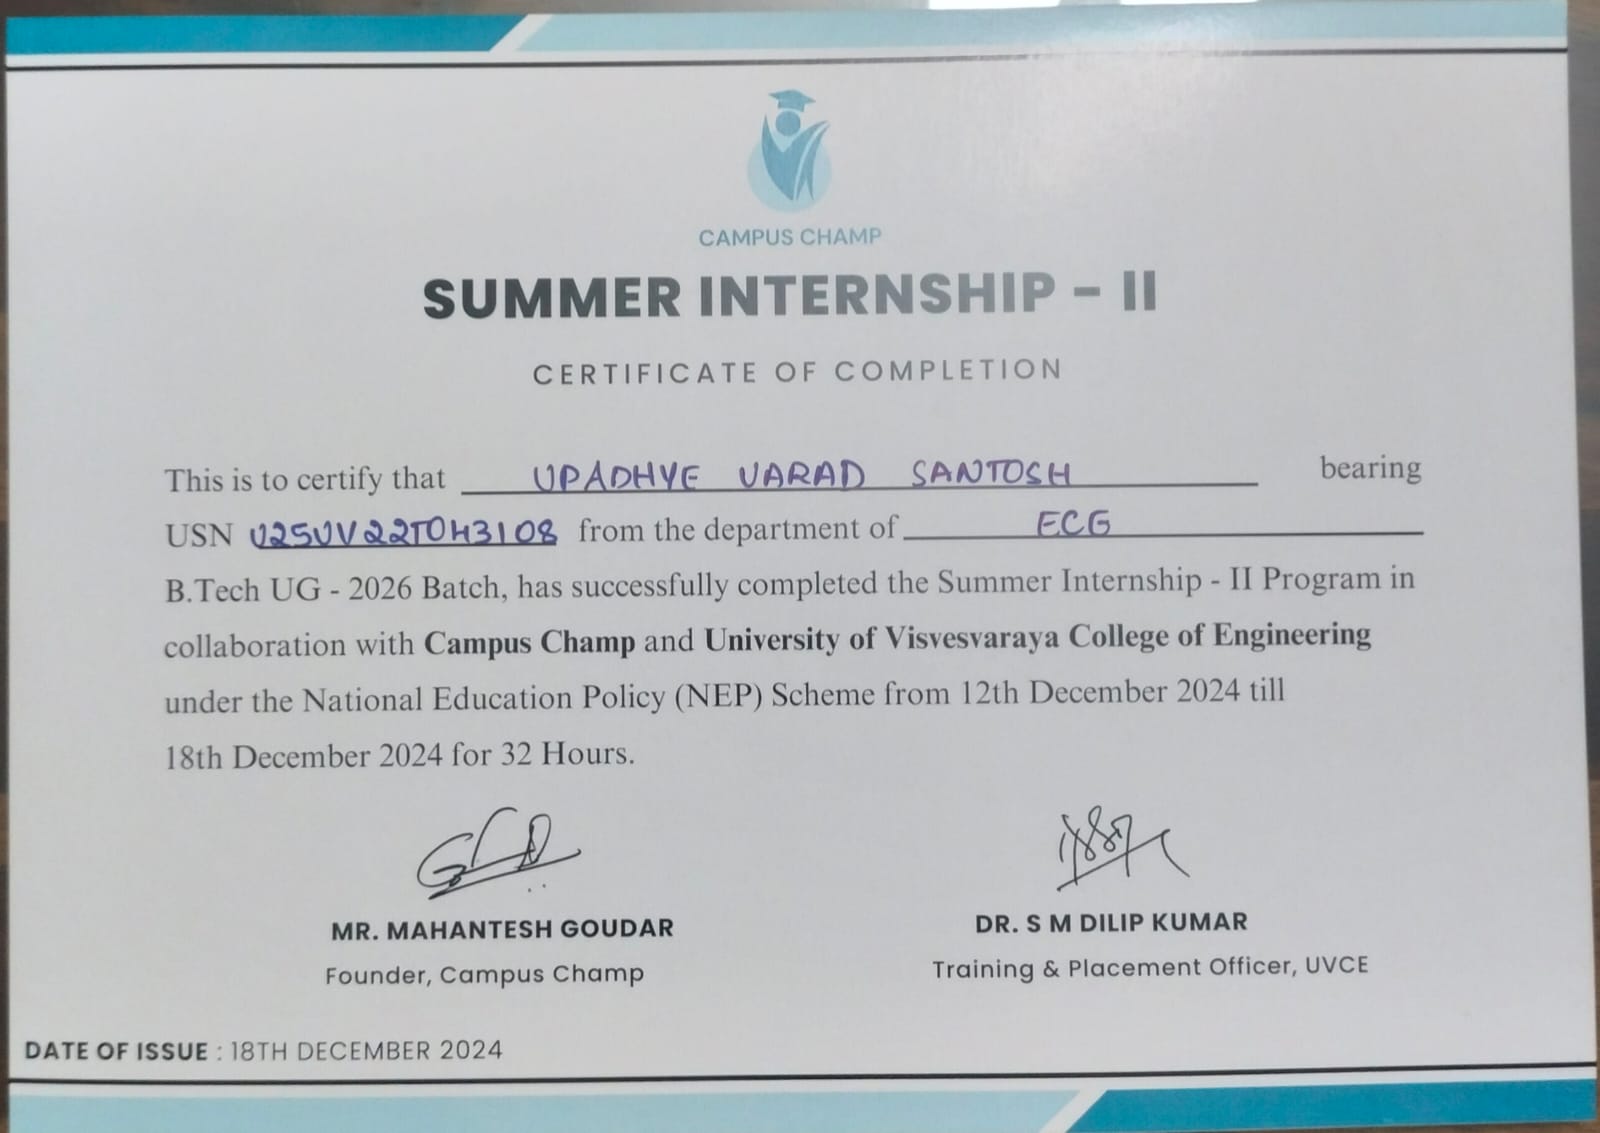 CAMPUS CHAMP
SUMMER INTERNSHIP - II
CERTIFICATE OF COMPLETION
This is to certify that UPADHYE VARAD SANTOSH bearing
USN U25UV22T043108 from the department of ECG
B.Tech UG - 2026 Batch, has successfully completed the Summer Internship - II Program in
collaboration with Campus Champ and University of Visvesvaraya College of Engineering
under the National Education Policy (NEP) Scheme from 12th December 2024 till
18th December 2024 for 32 Hours.
MR. MAHANTESH GOUDAR
Founder, Campus Champ
DR. S M DILIP KUMAR
Training & Placement Officer, UVCE
DATE OF ISSUE : 18TH DECEMBER 2024